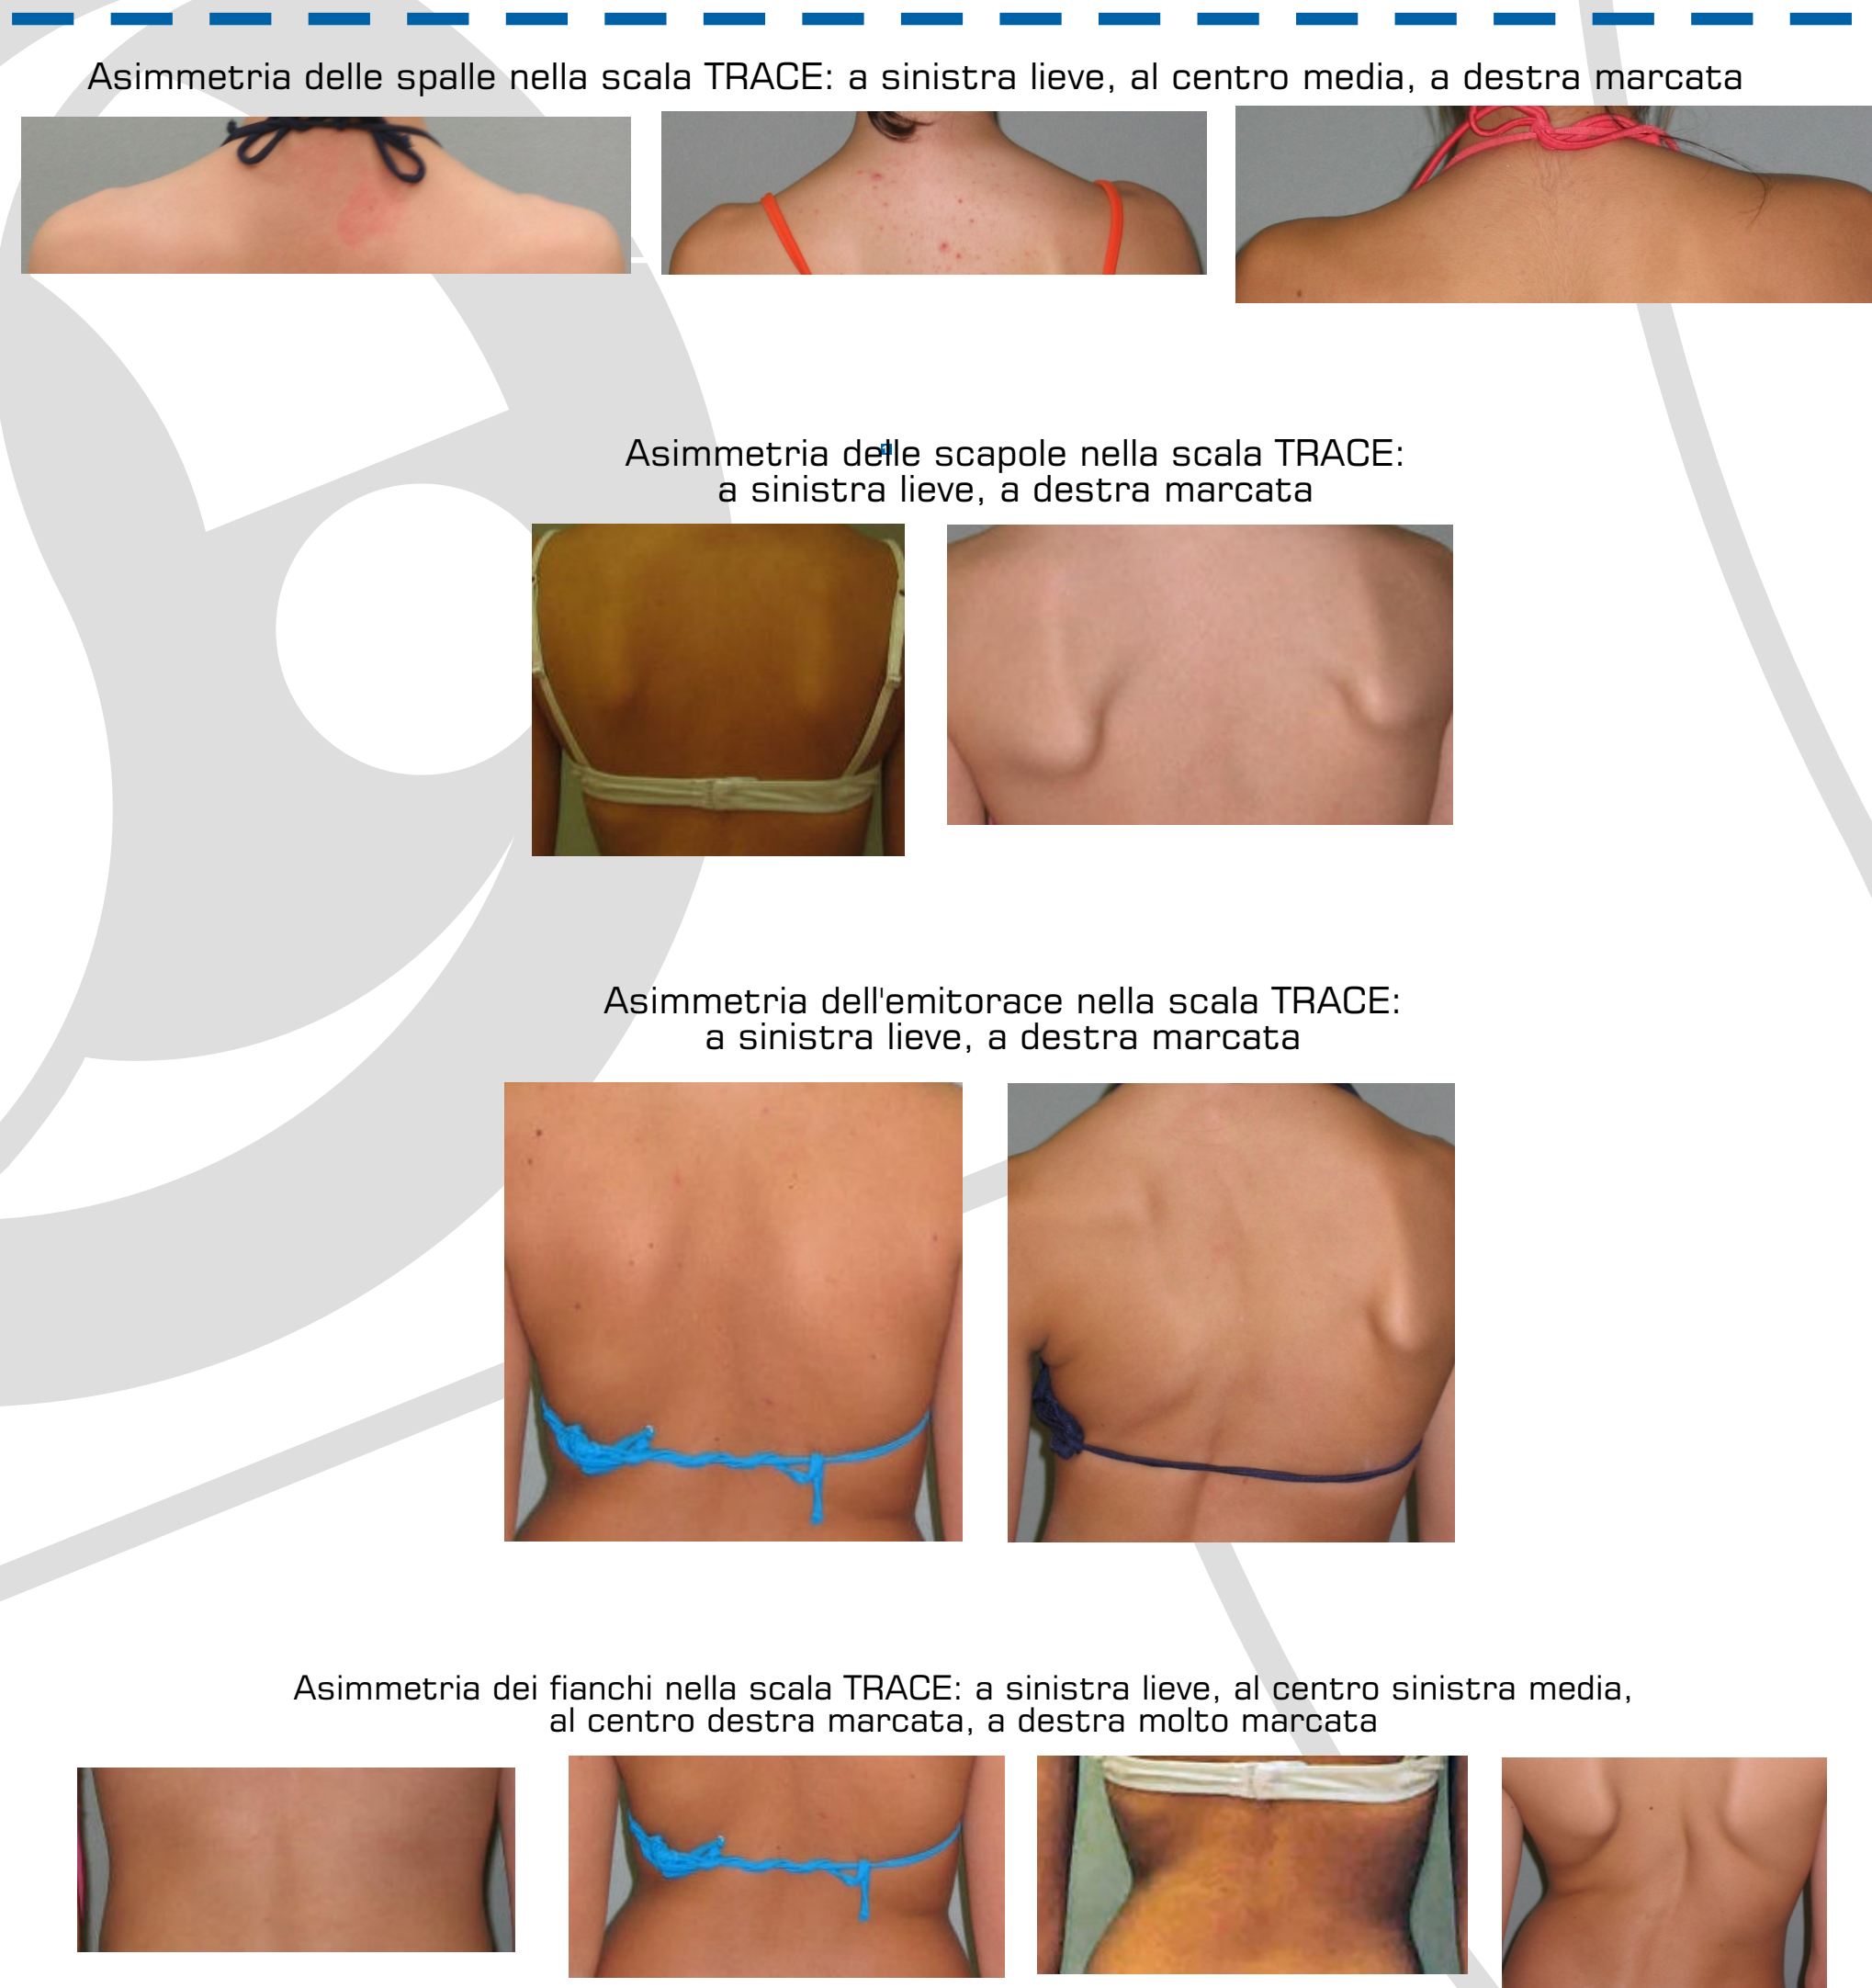 Asimmetria delle spalle nella scala TRACE: a sinistra lieve, al centro media, a destra marcata
Asimmetria delle scapole nella scala TRACE:
a sinistra lieve, a destra marcata
Asimmetria dell'emitorace nella scala TRACE:
a sinistra lieve, a destra marcata
Asimmetria dei fianchi nella scala TRACE: a sinistra lieve, al centro sinistra media,
al centro destra marcata, a destra molto marcata